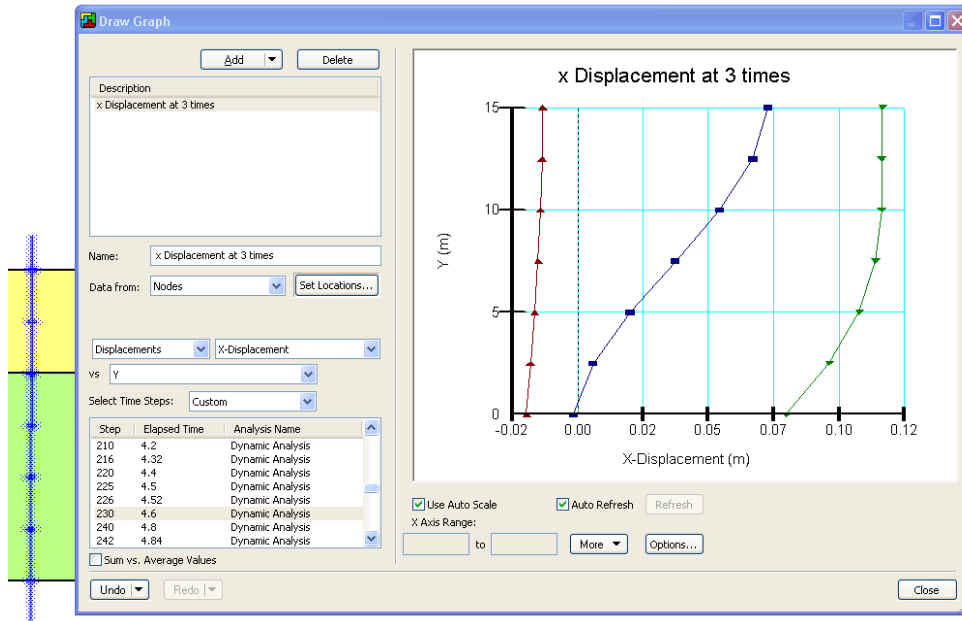 Draw Graph
Add
Delete
Description
x Displacement at 3 times
Name: x Displacement at 3 times
Data from: Nodes Set Locations...
Displacements X-Displacement
vs Y
Select Time Steps: Custom
Step Elapsed Time Analysis Name
210 4.2 Dynamic Analysis
216 4.32 Dynamic Analysis
220 4.4 Dynamic Analysis
225 4.5 Dynamic Analysis
226 4.52 Dynamic Analysis
230 4.6 Dynamic Analysis
240 4.8 Dynamic Analysis
242 4.84 Dynamic Analysis
Sum vs. Average Values
Undo
Redo
x Displacement at 3 times
15
10
5
0
Y (m)
-0.02 0.00 0.02 0.05 0.07 0.10 0.12
X-Displacement (m)
Use Auto Scale
Auto Refresh
Refresh
X Axis Range:
to
More
Options...
Close